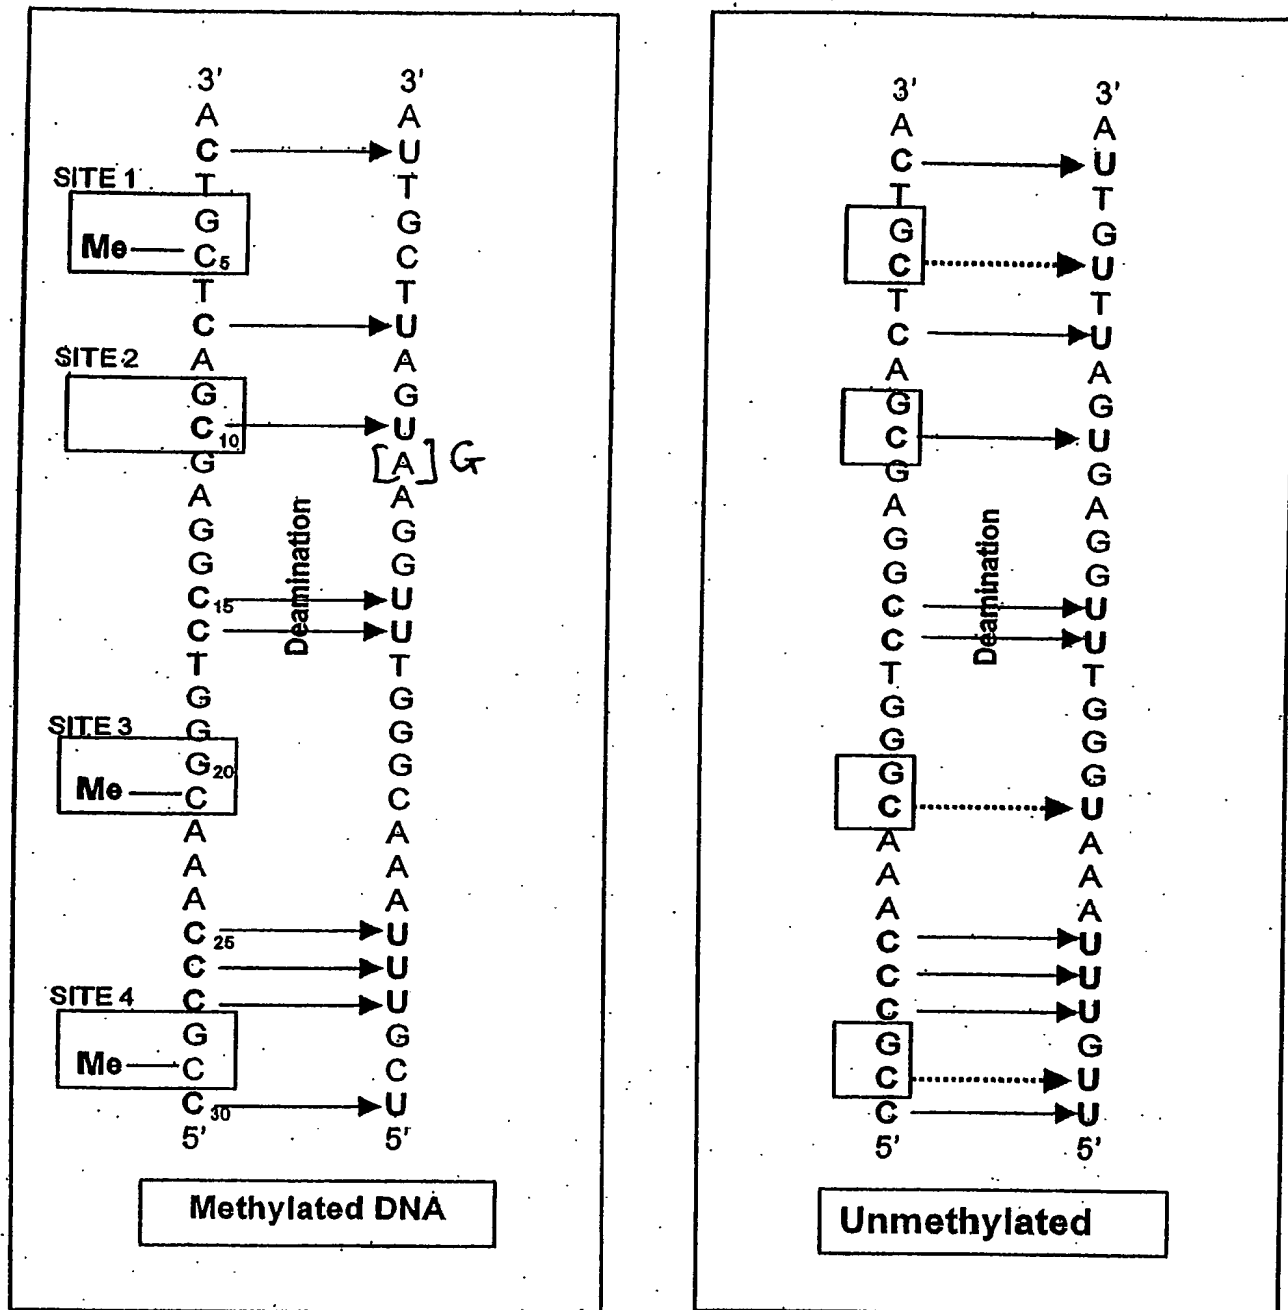 3' 3'
A A
C U
SITE 1
T T
G G
Me C5 C
T T
C U
SITE 2
A A
G G
C10 U
G [A] G
A A
G G
G G
Deamination
C15 U
C U
T T
G G
SITE 3
G G
G20 G
Me C C
A A
A A
A A
C25 U
C U
SITE 4
C U
G G
Me C C
C30 U
5' 5'
Methylated DNA
3' 3'
A A
C U
T T
G G
C U
T T
C U
A A
G G
C U
G G
A A
G G
G G
Deamination
C U
C U
T T
G G
G G
G G
C U
A A
A A
A A
C U
C U
C U
G G
C U
C U
5' 5'
Unmethylated